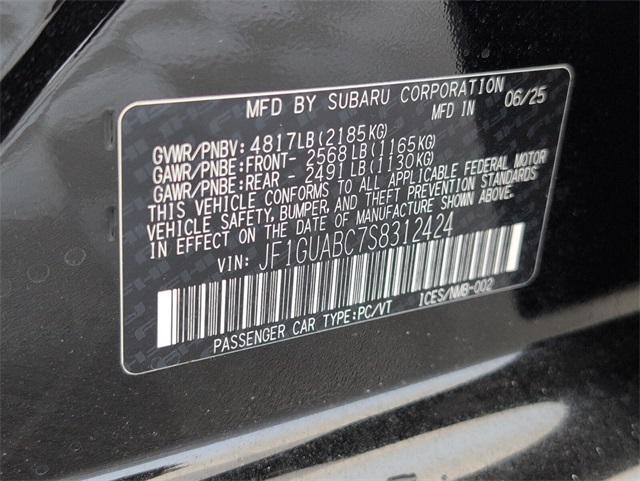 MFD BY SUBARU CORPORATION
MFD IN 06/25
GVWR/PNBV: 4817LB(2185KG)
GAWR/PNBE:FRONT- 2568LB(1165KG)
GAWR/PNBE:REAR - 2491LB(1130KG)
THIS VEHICLE CONFORMS TO ALL APPLICABLE FEDERAL MOTOR
VEHICLE SAFETY, BUMPER, AND THEFT PREVENTION STANDARDS
IN EFFECT ON THE DATE OF MANUFACTURE SHOWN ABOVE.
VIN: JF1GUABC7S8312424
PASSENGER CAR TYPE:PC/VT ICES/NMB-002